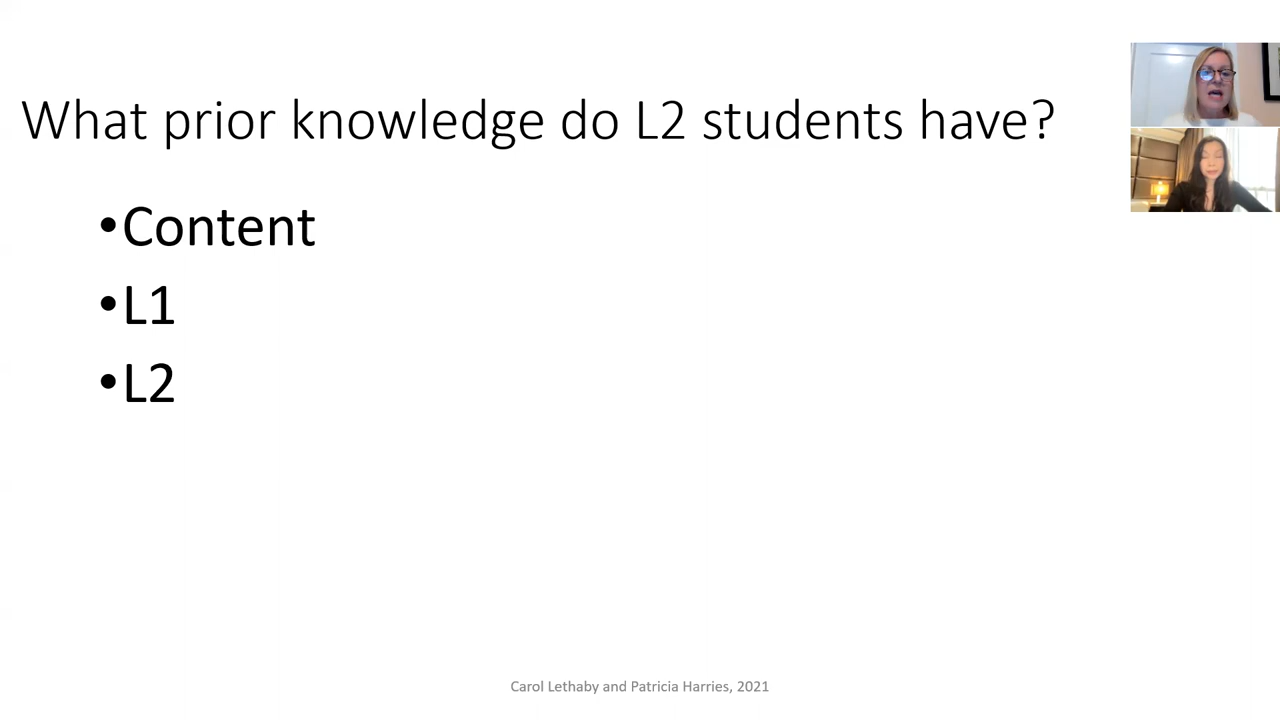 What prior knowledge do L2 students have?
•Content
•L1
•L2
Carol Lethaby and Patricia Harries, 2021